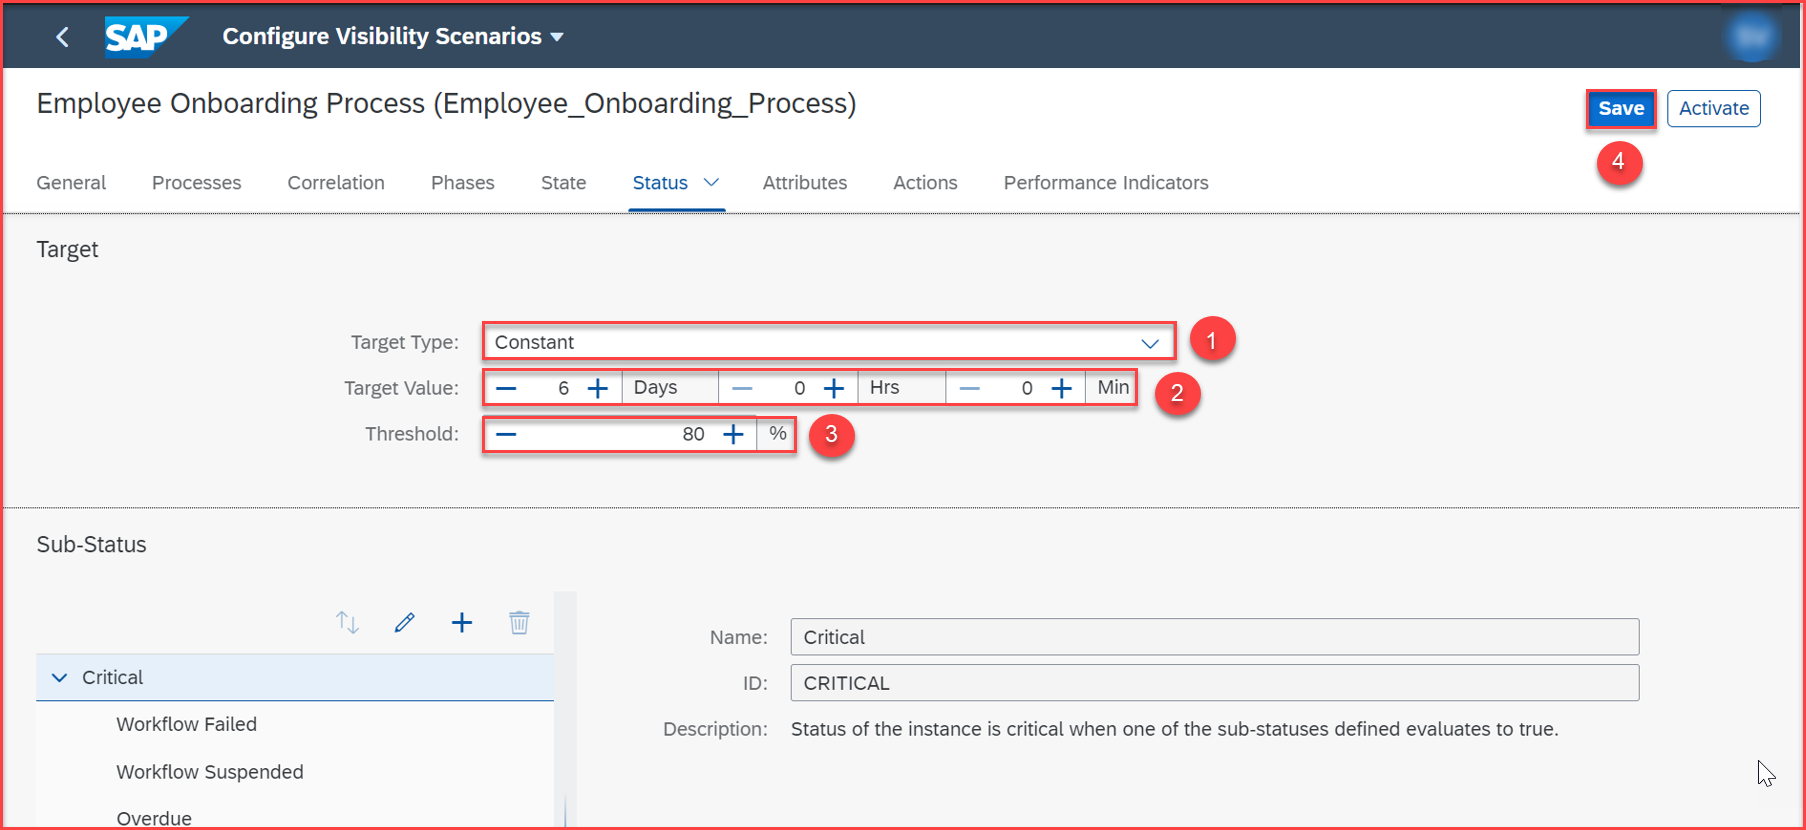 SAP Configure Visibility Scenarios
Employee Onboarding Process (Employee_Onboarding_Process)
Save Activate
4
General Processes Correlation Phases State Status Attributes Actions Performance Indicators
Target
Target Type: Constant 1
Target Value: 6 Days 0 Hrs 0 Min 2
Threshold: 80 % 3
Sub-Status
Name: Critical
Critical
ID: CRITICAL
Workflow Failed
Description: Status of the instance is critical when one of the sub-statuses defined evaluates to true.
Workflow Suspended
Overdue